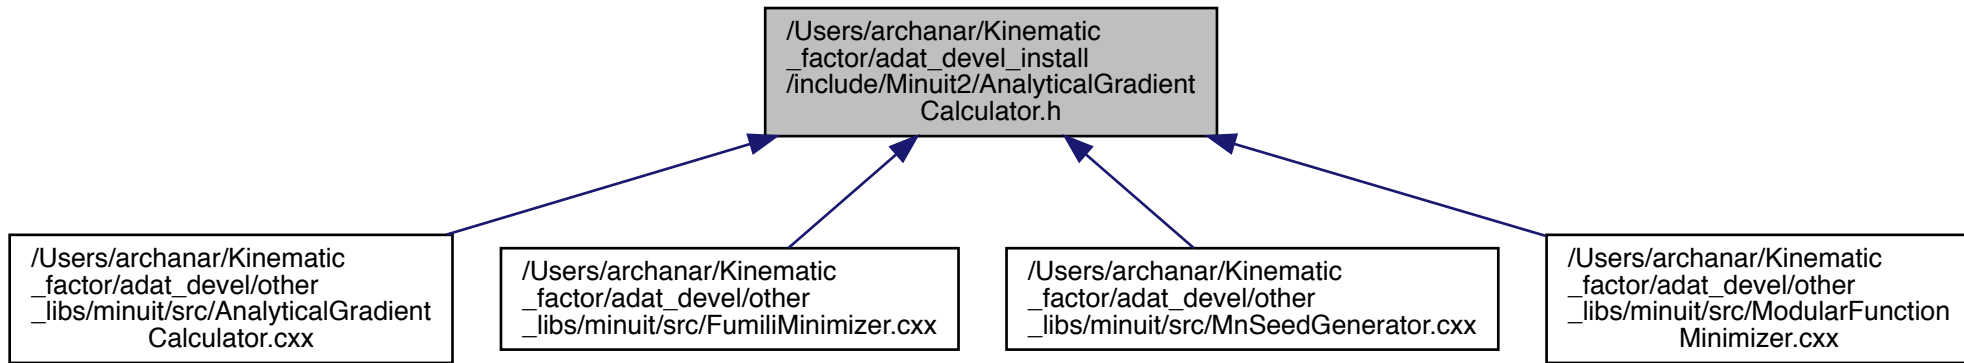 /Users/archanar/Kinematic
_factor/adat_devel_install
/include/Minuit2/AnalyticalGradient
Calculator.h
/Users/archanar/Kinematic
_factor/adat_devel/other
_libs/minuit/src/AnalyticalGradient
Calculator.cxx
/Users/archanar/Kinematic
_factor/adat_devel/other
_libs/minuit/src/FumiliMinimizer.cxx
/Users/archanar/Kinematic
_factor/adat_devel/other
_libs/minuit/src/MnSeedGenerator.cxx
/Users/archanar/Kinematic
_factor/adat_devel/other
_libs/minuit/src/ModularFunction
Minimizer.cxx